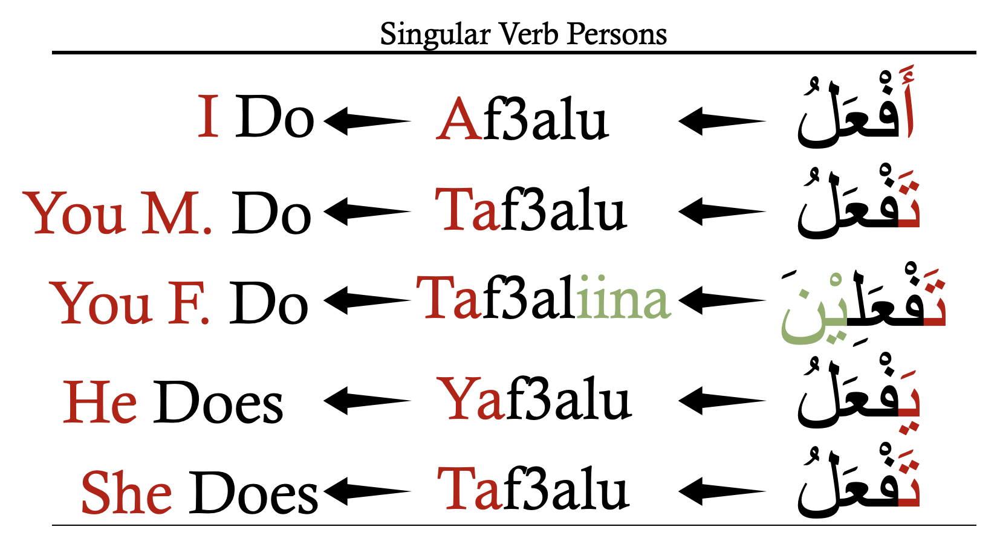 Singular Verb Persons
I Do Af3alu أَفْعَلُ
You M. Do Taf3alu تَفْعَلُ
You F. Do Taf3aliina تَفْعَلِيْنَ
He Does Yaf3alu يَفْعَلُ
She Does Taf3alu تَفْعَلُ